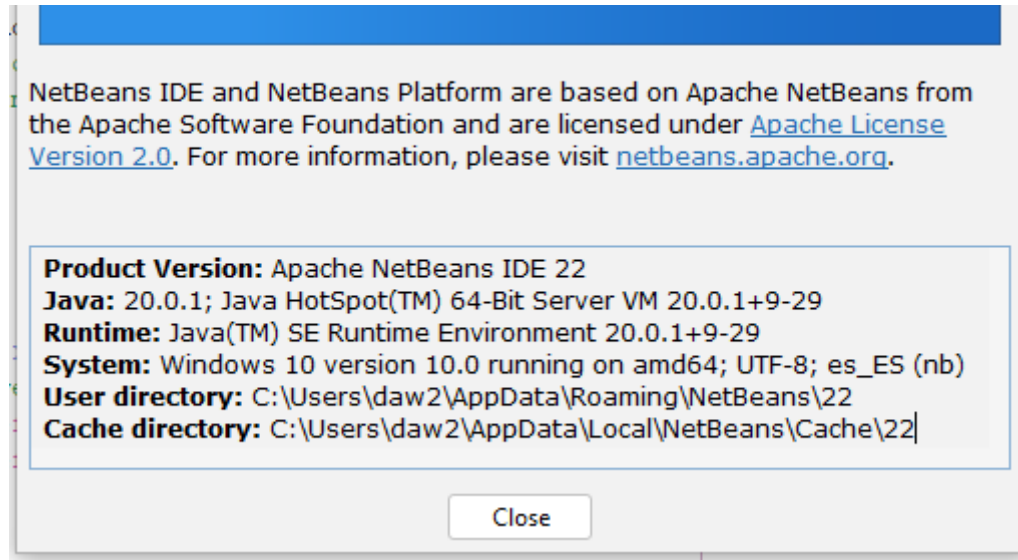 NetBeans IDE and NetBeans Platform are based on Apache NetBeans from
the Apache Software Foundation and are licensed under Apache License
Version 2.0. For more information, please visit netbeans.apache.org.
Product Version: Apache NetBeans IDE 22
Java: 20.0.1; Java HotSpot(TM) 64-Bit Server VM 20.0.1+9-29
Runtime: Java(TM) SE Runtime Environment 20.0.1+9-29
System: Windows 10 version 10.0 running on amd64; UTF-8; es_ES (nb)
User directory: C:\Users\daw2\AppData\Roaming\NetBeans\22
Cache directory: C:\Users\daw2\AppData\Local\NetBeans\Cache\22
Close